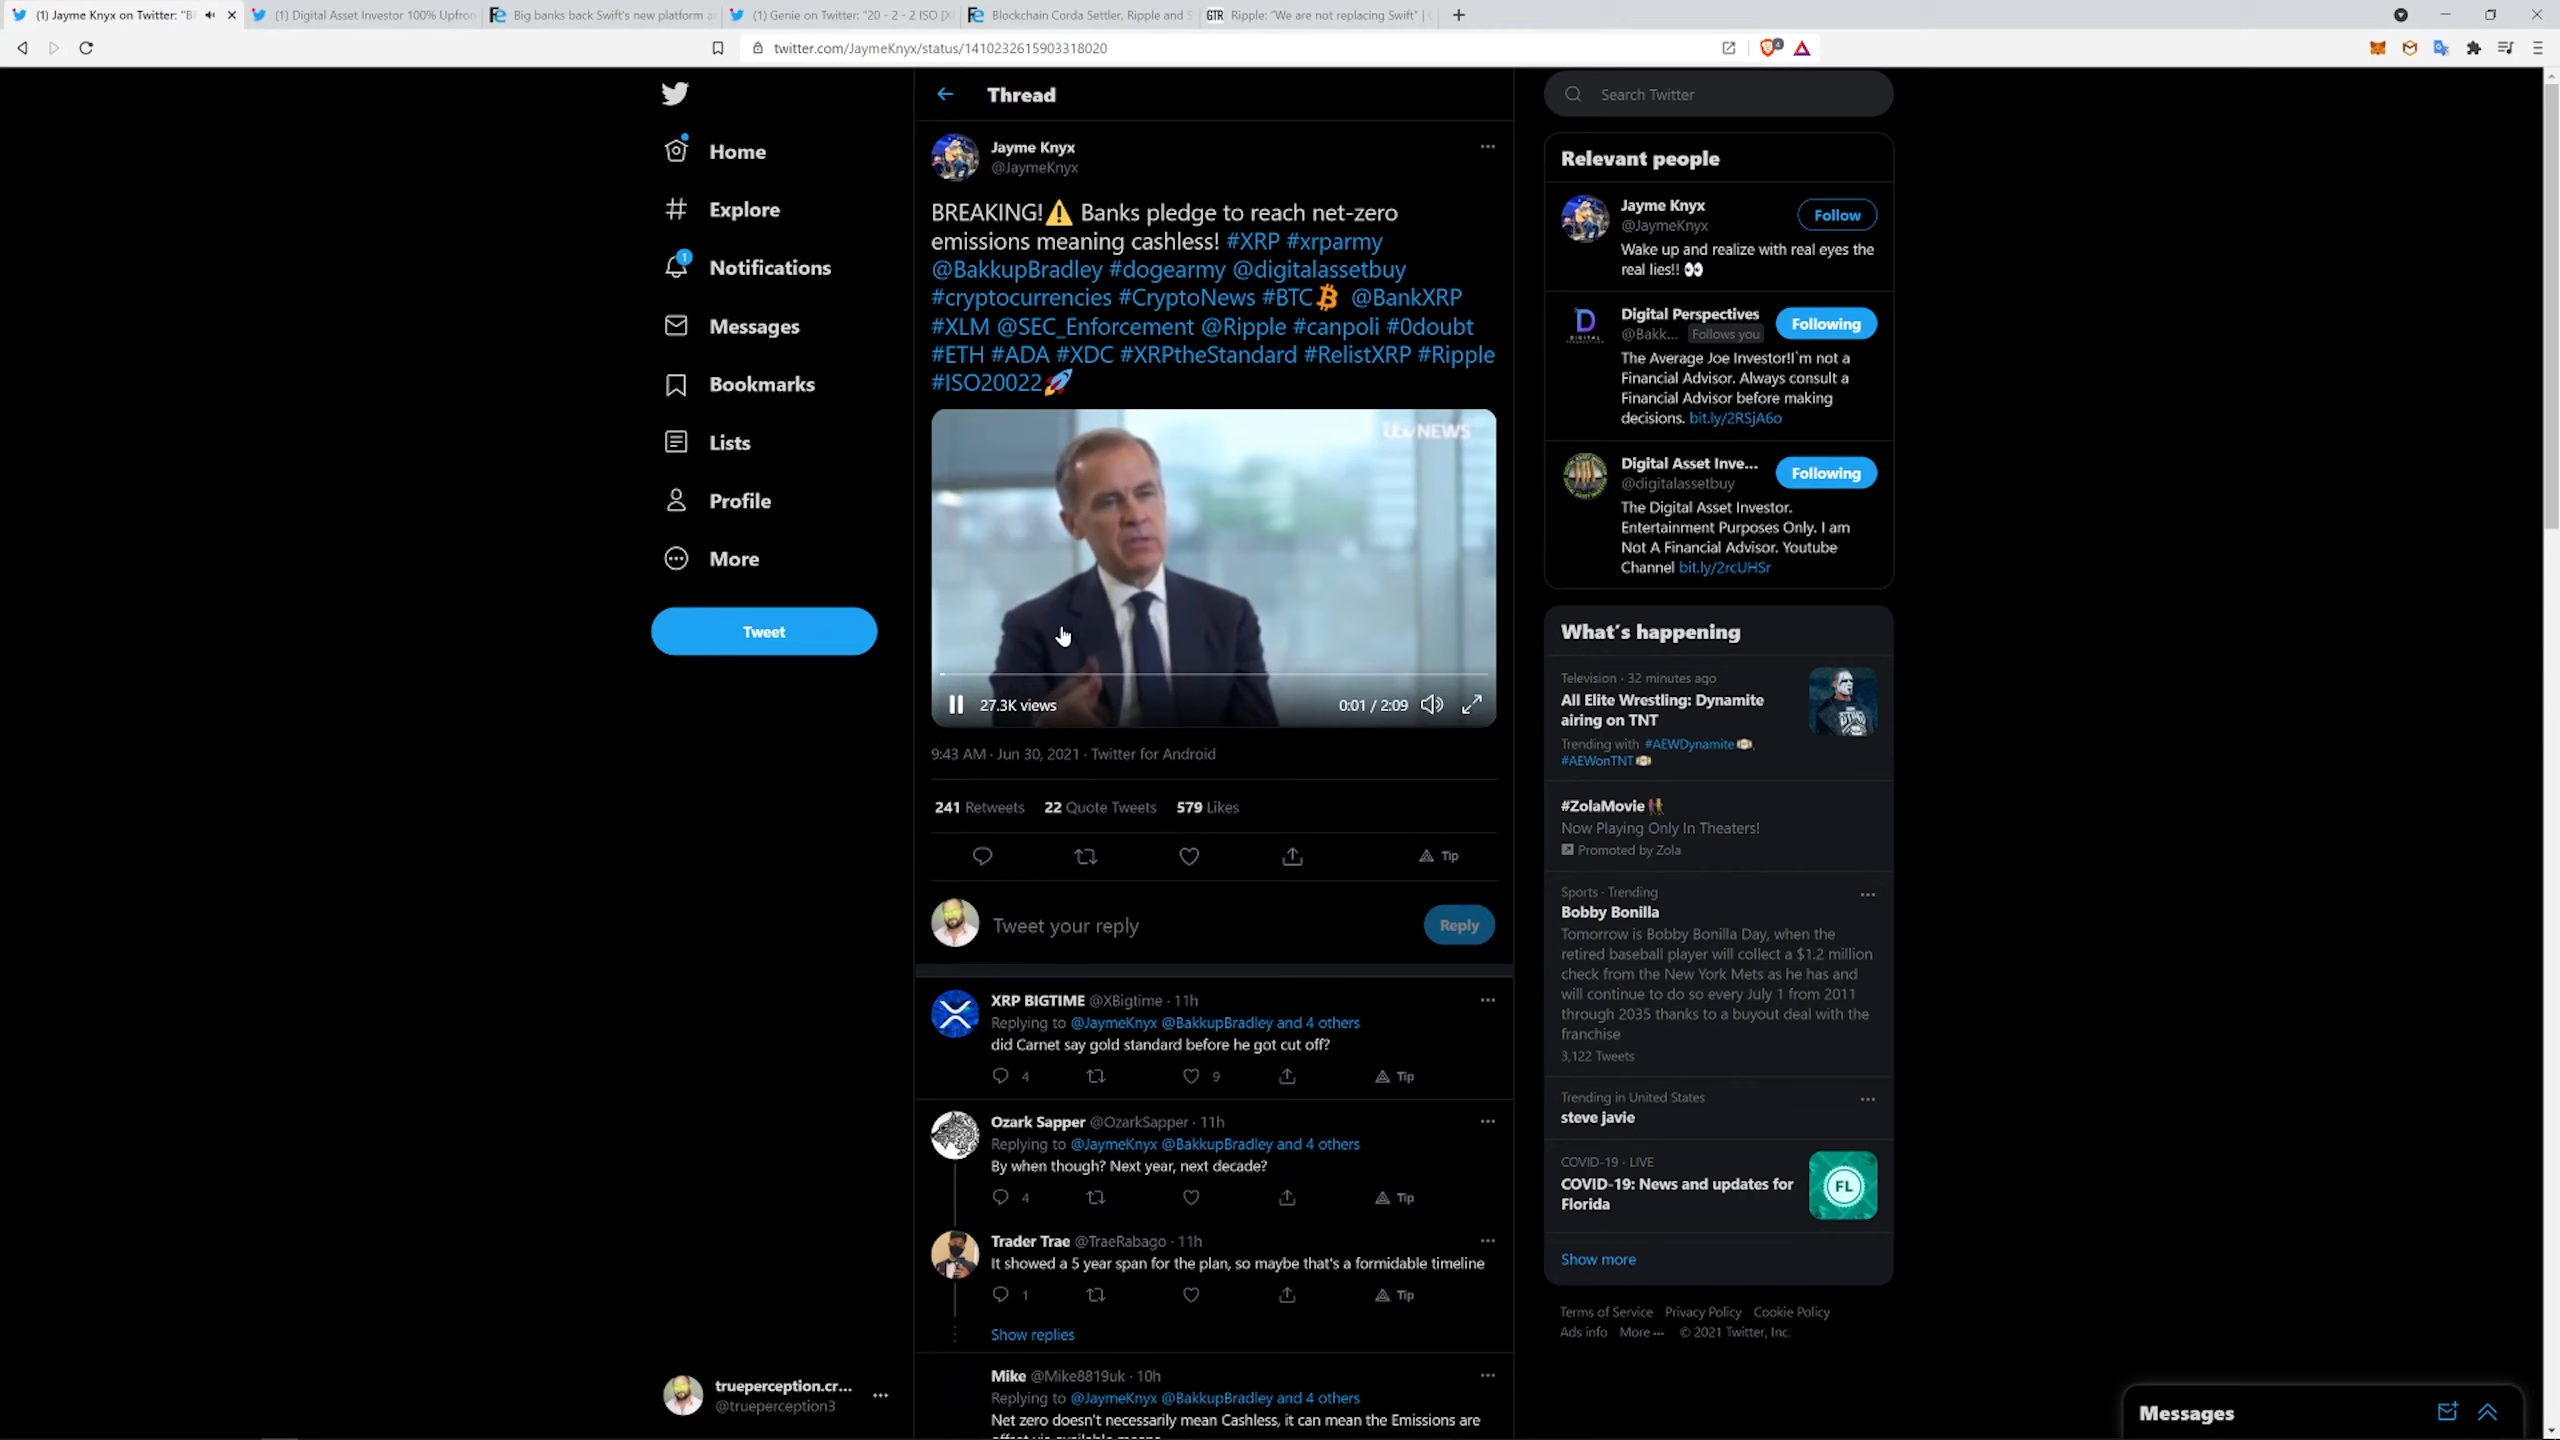 (1) Jayme Knyx on Twitter: "B
(1) Digital Asset Investor 100% Upfron
Big banks back Swift's new platform a
(1) Genie on Twitter: "20 - 2 - 2 ISO
Blockchain Corda Settler, Ripple and S
GTR Ripple: "We are not replacing Swift" |
twitter.com/JaymeKnyx/status/1410232615903318020
Home
Explore
1
Notifications
Messages
Bookmarks
Lists
Profile
More
Tweet
trueperception.cr...
@trueperception3
Thread
Jayme Knyx
@JaymeKnyx
BREAKING!⚠️ Banks pledge to reach net-zero
emissions meaning cashless! #XRP #xrparmy
@BakkupBradley #dogearmy @digitalassetbuy
#cryptocurrencies #CryptoNews #BTC @BankXRP
#XLM @SEC_Enforcement @Ripple #canpoli #0doubt
#ETH #ADA #XDC #XRPtheStandard #RelistXRP #Ripple
#ISO20022🚀
itv NEWS
27.3K views
0:01 / 2:09
9:43 AM · Jun 30, 2021 · Twitter for Android
241 Retweets 22 Quote Tweets 579 Likes
Tip
Tweet your reply
Reply
XRP BIGTIME @XBigtime · 11h
Replying to @JaymeKnyx @BakkupBradley and 4 others
did Carnet say gold standard before he got cut off?
4 9 Tip
Ozark Sapper @OzarkSapper · 11h
Replying to @JaymeKnyx @BakkupBradley and 4 others
By when though? Next year, next decade?
4 Tip
Trader Trae @TraeRabago · 11h
It showed a 5 year span for the plan, so maybe that's a formidable timeline
1 Tip
Show replies
Mike @Mike8819uk · 10h
Replying to @JaymeKnyx @BakkupBradley and 4 others
Net zero doesn't necessarily mean Cashless, it can mean the Emissions are
Search Twitter
Relevant people
Jayme Knyx
@JaymeKnyx
Follow
Wake up and realize with real eyes the
real lies!! 👀
Digital Perspectives
@Bakk... Follows you
Following
The Average Joe Investor!I`m not a
Financial Advisor. Always consult a
Financial Advisor before making
decisions. bit.ly/2RSjA6o
Digital Asset Inve...
@digitalassetbuy
Following
The Digital Asset Investor.
Entertainment Purposes Only. I am
Not A Financial Advisor. Youtube
Channel bit.ly/2rcUHSr
What's happening
Television · 32 minutes ago
All Elite Wrestling: Dynamite
airing on TNT
Trending with #AEWDynamite,
#AEWonTNT
#ZolaMovie
Now Playing Only In Theaters!
Promoted by Zola
Sports · Trending
Bobby Bonilla
Tomorrow is Bobby Bonilla Day, when the
retired baseball player will collect a $1.2 million
check from the New York Mets as he has and
will continue to do so every July 1 from 2011
through 2035 thanks to a buyout deal with the
franchise
3,122 Tweets
Trending in United States
steve javie
COVID-19 · LIVE
COVID-19: News and updates for
Florida
FL
Show more
Terms of Service Privacy Policy Cookie Policy
Ads info More ··· © 2021 Twitter, Inc.
Messages